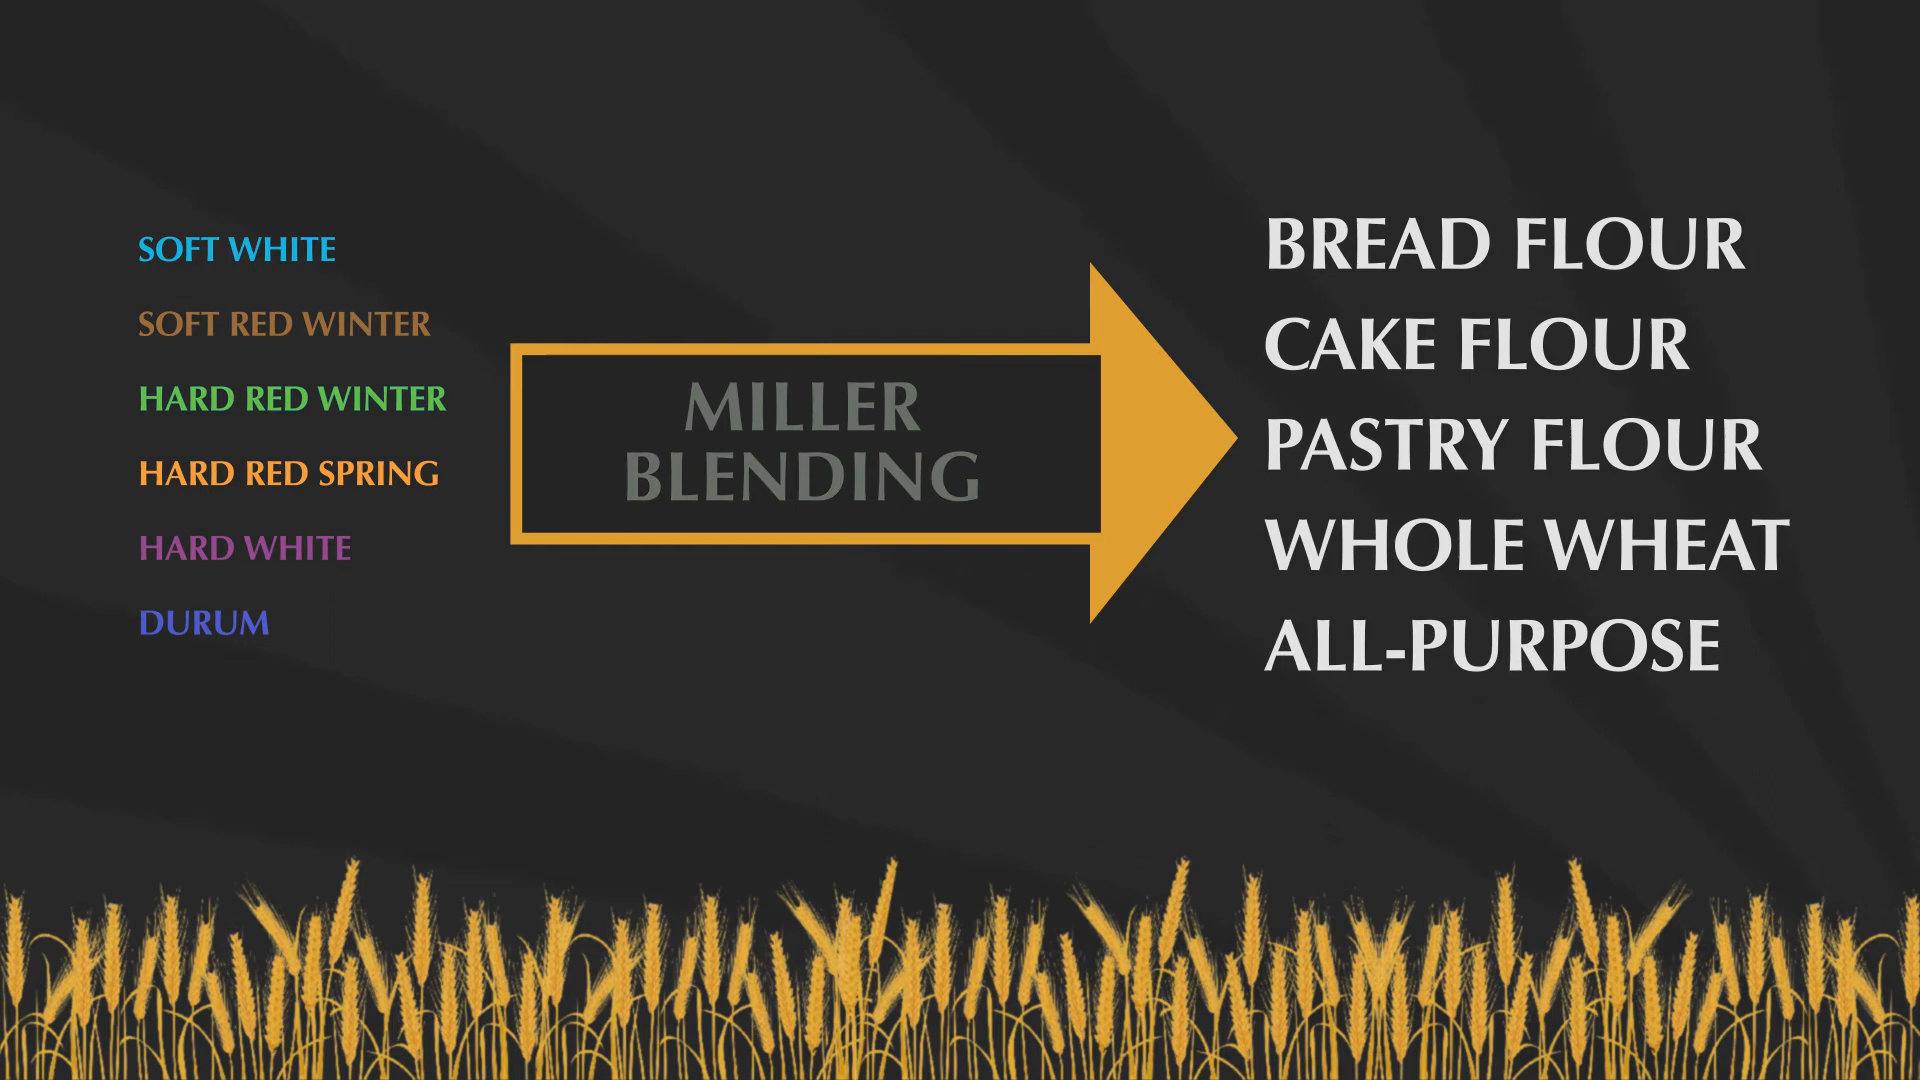 SOFT WHITE
SOFT RED WINTER
HARD RED WINTER
HARD RED SPRING
HARD WHITE
DURUM
MILLER
BLENDING
BREAD FLOUR
CAKE FLOUR
PASTRY FLOUR
WHOLE WHEAT
ALL-PURPOSE